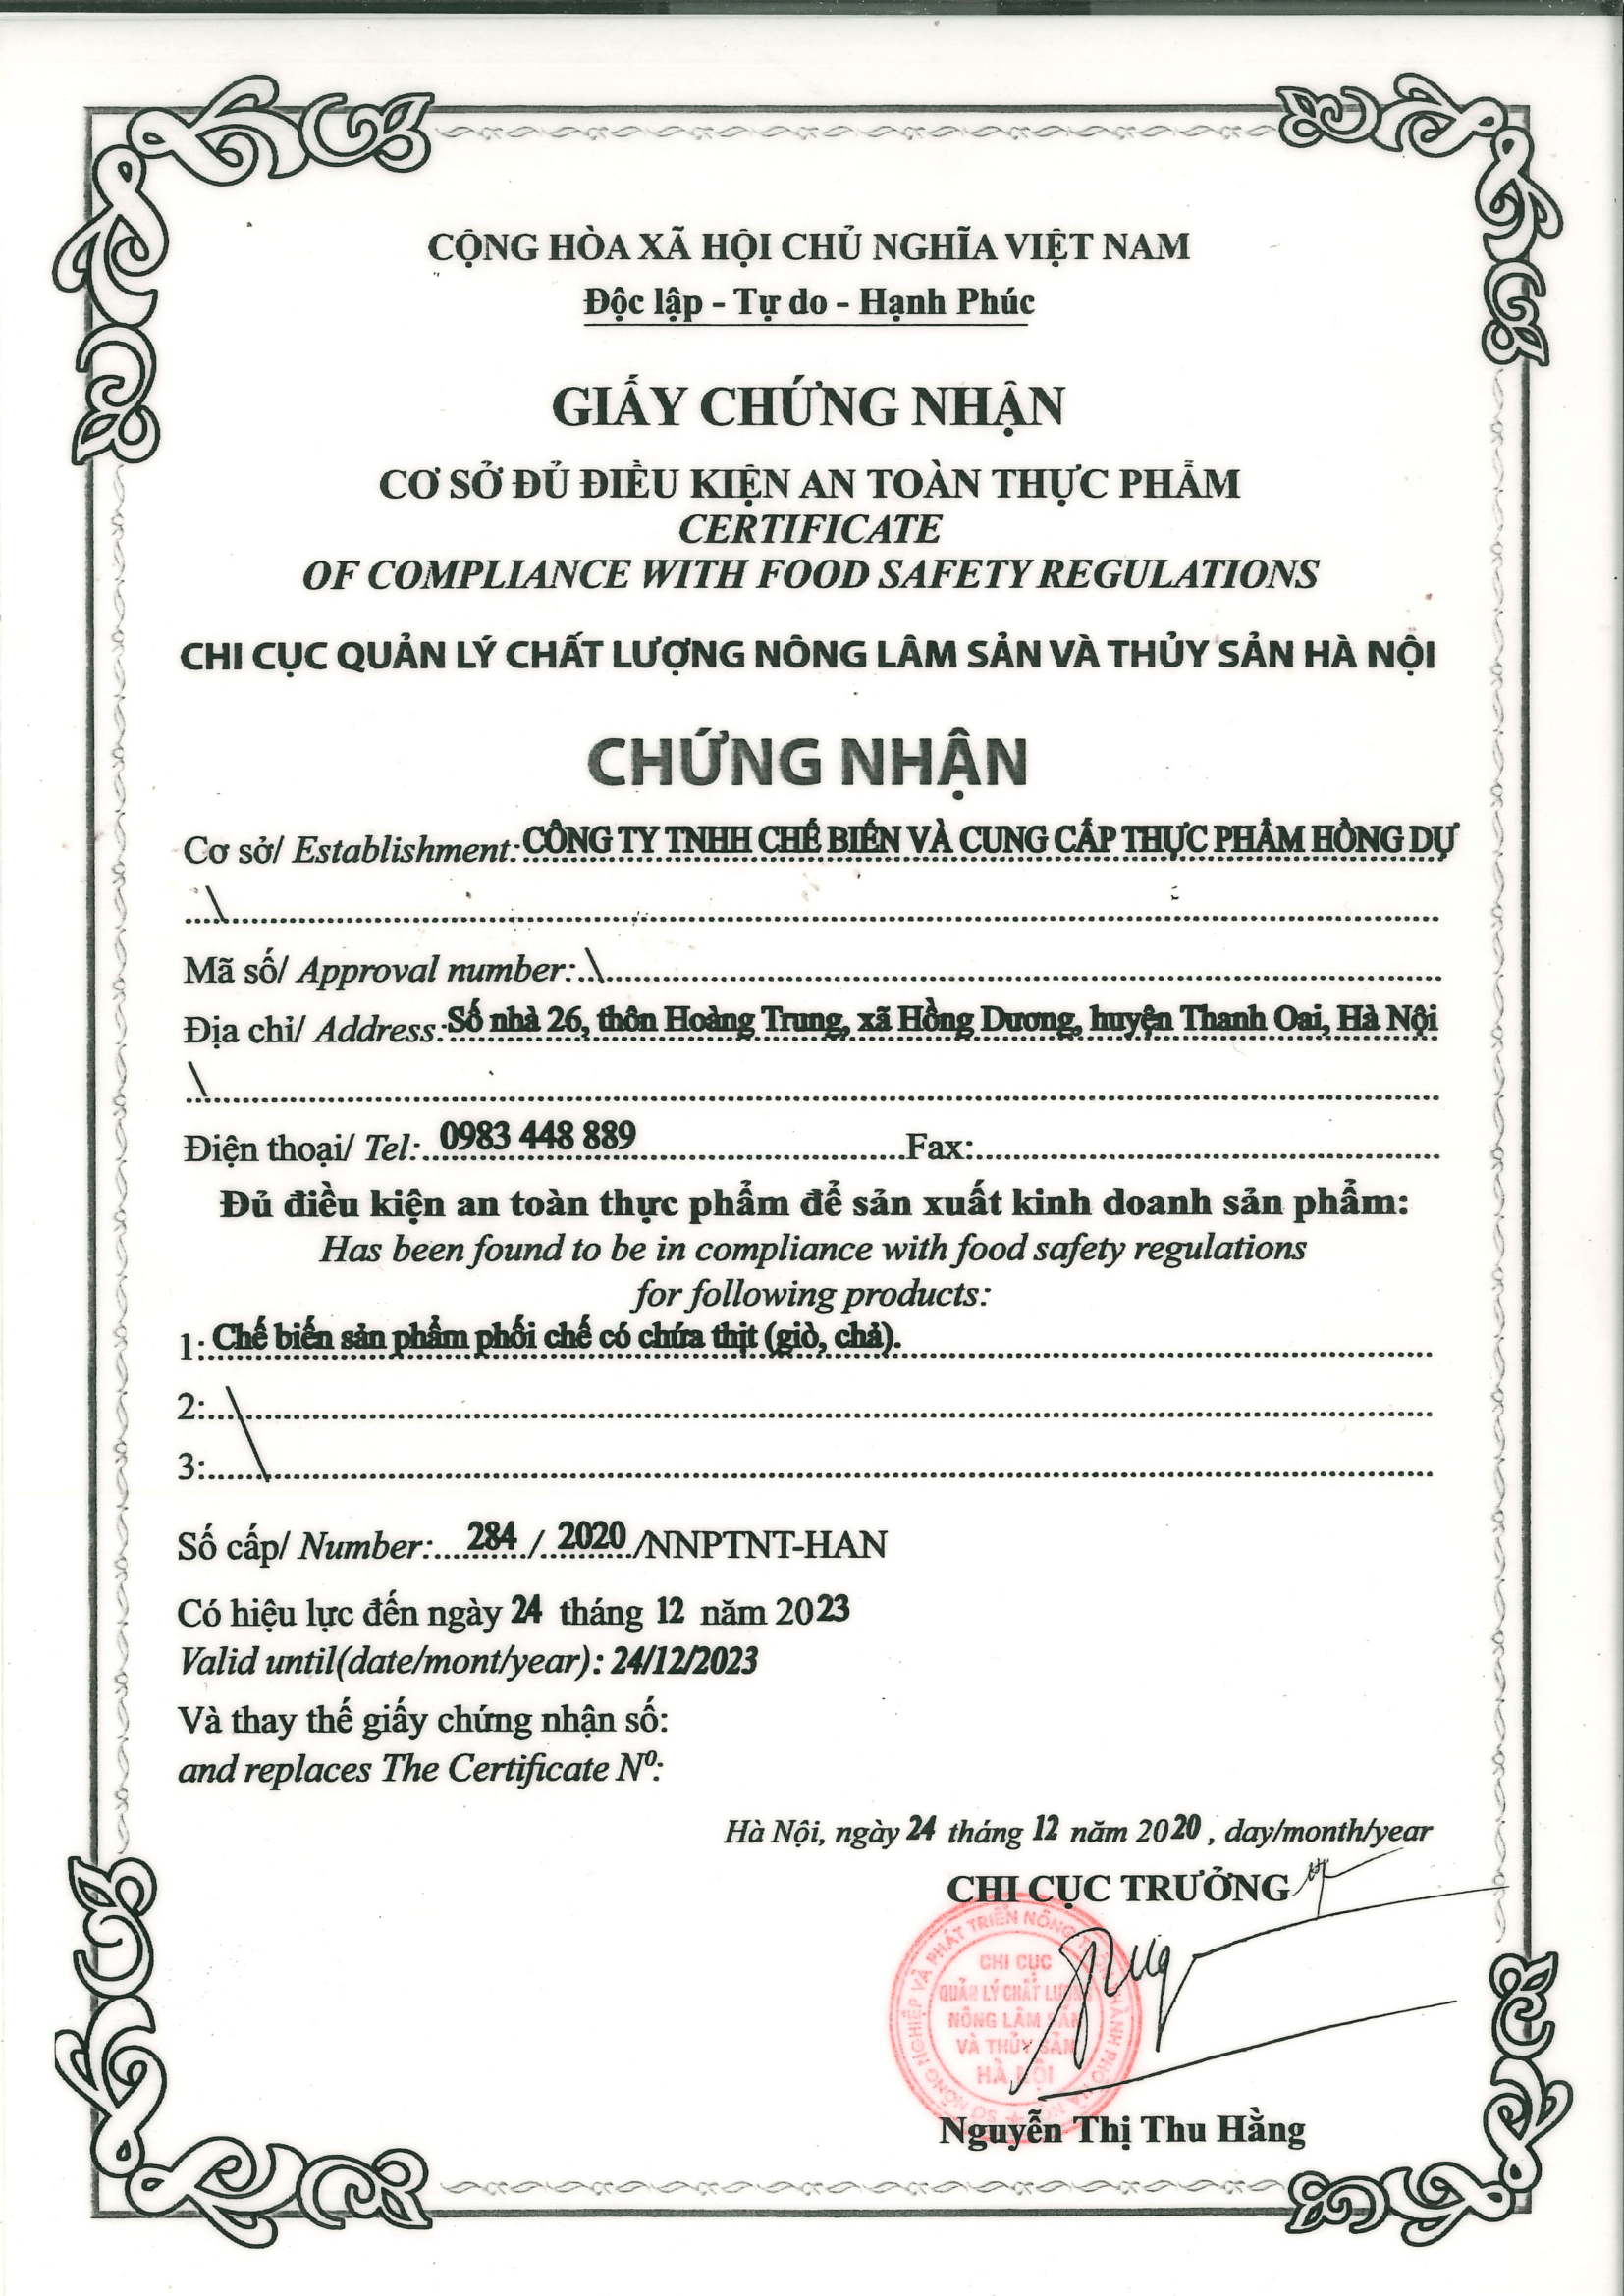 CỘNG HÒA XÃ HỘI CHỦ NGHĨA VIỆT NAM
Độc lập - Tự do - Hạnh Phúc
GIẤY CHỨNG NHẬN
CƠ SỞ ĐỦ ĐIỀU KIỆN AN TOÀN THỰC PHẨM
CERTIFICATE
OF COMPLIANCE WITH FOOD SAFETY REGULATIONS
CHI CỤC QUẢN LÝ CHẤT LƯỢNG NÔNG LÂM SẢN VÀ THỦY SẢN HÀ NỘI
CHỨNG NHẬN
Cơ sở/ Establishment: CÔNG TY TNHH CHẾ BIẾN VÀ CUNG CẤP THỰC PHẨM HỒNG DỰ
Mã số/ Approval number:
Địa chỉ/ Address: Số nhà 26, thôn Hoàng Trung, xã Hồng Dương, huyện Thanh Oai, Hà Nội
Điện thoại/ Tel: 0983 448 889 Fax:
Đủ điều kiện an toàn thực phẩm để sản xuất kinh doanh sản phẩm:
Has been found to be in compliance with food safety regulations
for following products:
1: Chế biến sản phẩm phối chế có chứa thịt (giò, chả).
2:
3:
Số cấp/ Number: 284 / 2020 /NNPTNT-HAN
Có hiệu lực đến ngày 24 tháng 12 năm 2023
Valid until(date/mont/year): 24/12/2023
Và thay thế giấy chứng nhận số:
and replaces The Certificate Nº:
Hà Nội, ngày 24 tháng 12 năm 2020 , day/month/year
CHI CỤC TRƯỞNG
SỞ NÔNG NGHIỆP VÀ PHÁT TRIỂN NÔNG THÔN THÀNH PHỐ HÀ NỘI
CHI CỤC
QUẢN LÝ CHẤT LƯỢNG
NÔNG LÂM SẢN
VÀ THỦY SẢN
HÀ NỘI
Nguyễn Thị Thu Hằng